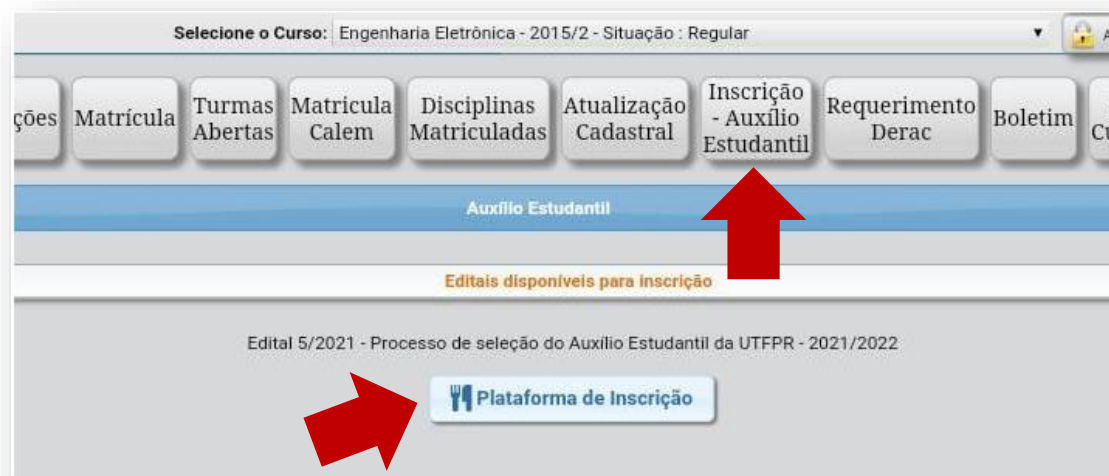 Selecione o Curso: Engenharia Eletrônica - 2015/2 - Situação : Regular
ções
Matrícula
Turmas
Abertas
Matricula
Calem
Disciplinas
Matriculadas
Atualização
Cadastral
Inscrição
- Auxílio
Estudantil
Requerimento
Derac
Boletim
Auxílio Estudantil
Editais disponíveis para inscrição
Edital 5/2021 - Processo de seleção do Auxílio Estudantil da UTFPR - 2021/2022
Plataforma de Inscrição